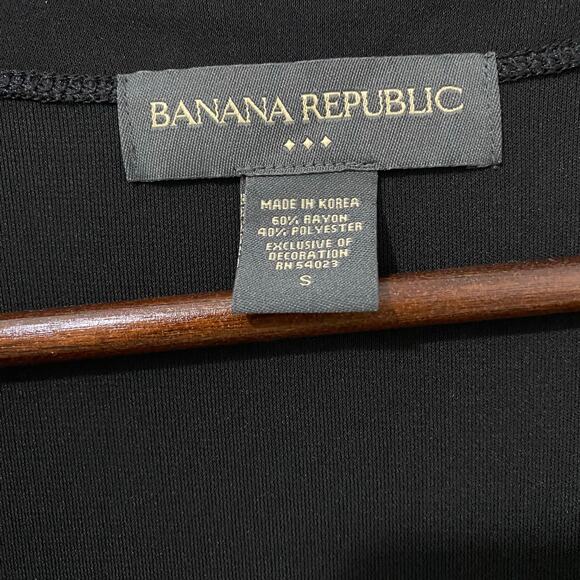 BANANA REPUBLIC
MADE IN KOREA
60% RAYON
40% POLYESTER
EXCLUSIVE OF
DECORATION
RN 54023
S